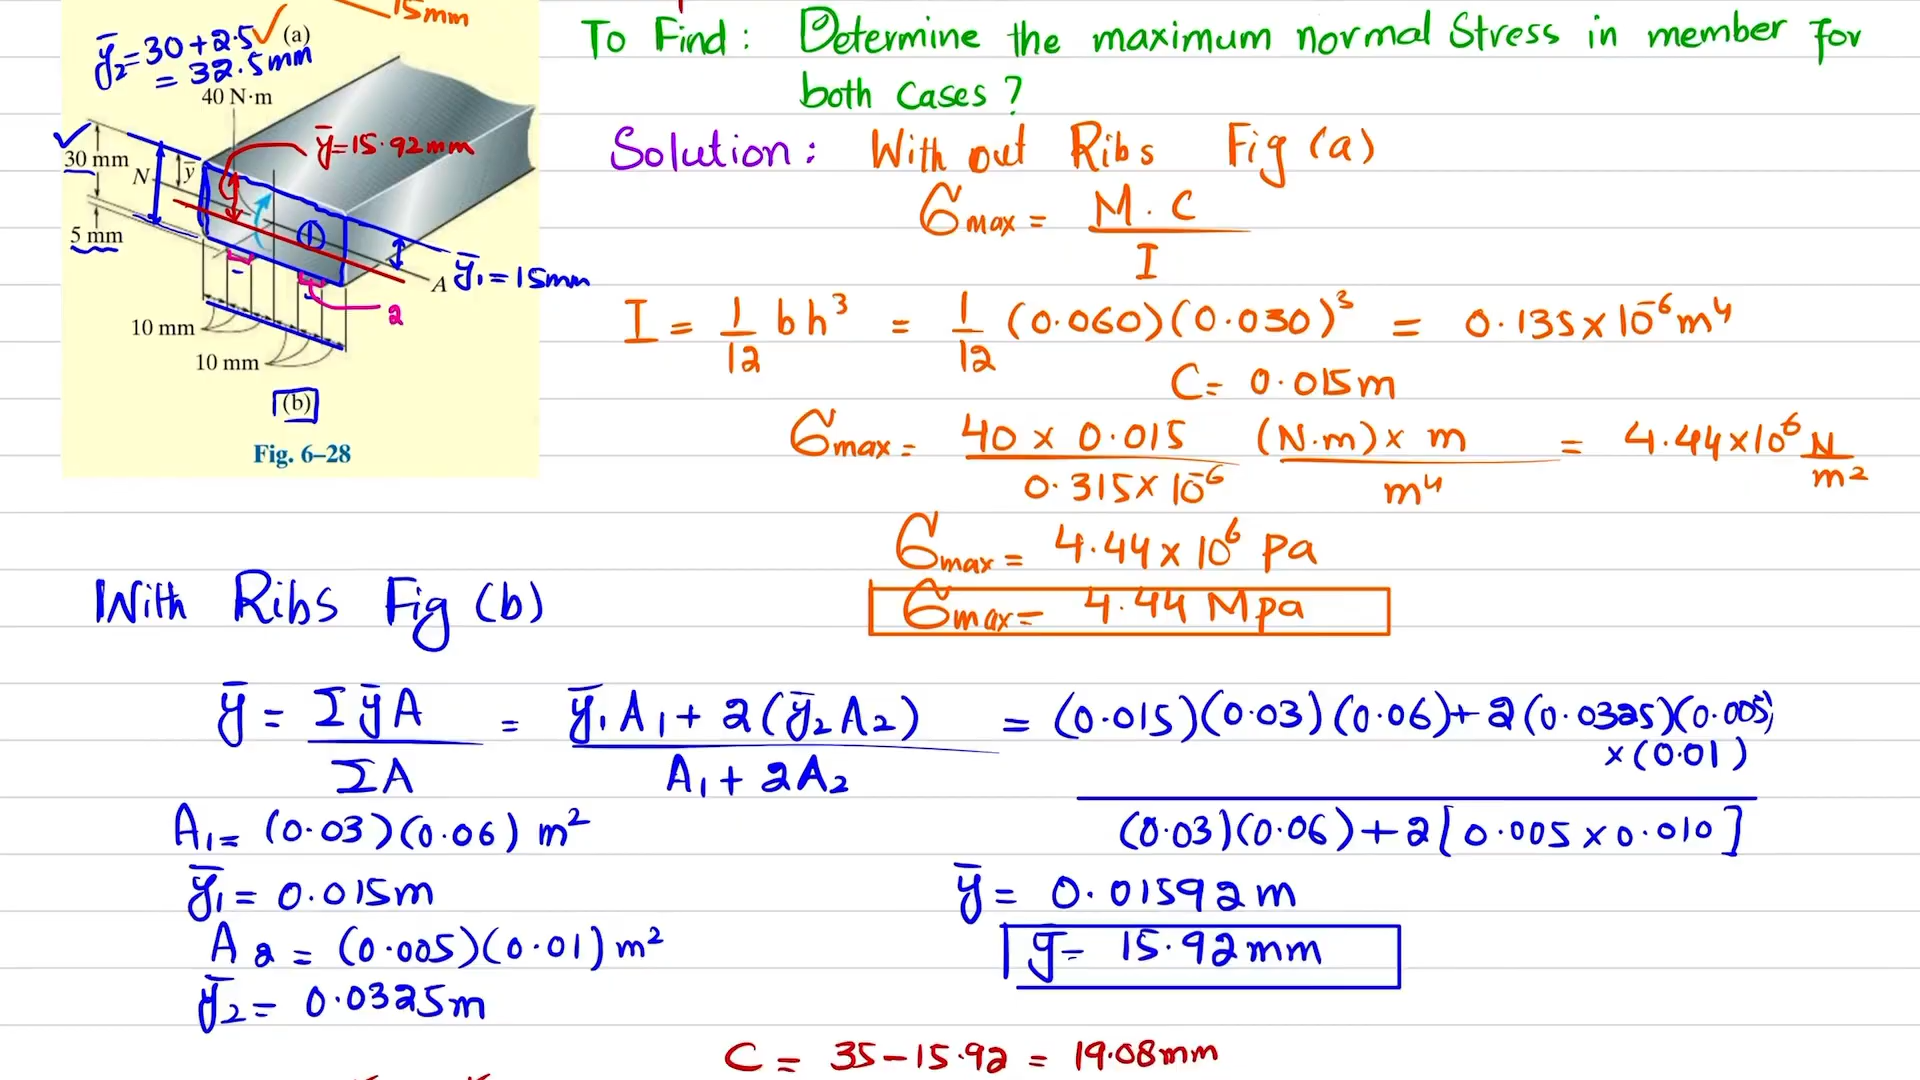 15mm
ȳ₂=30+2.5 (a)
= 32.5mm
40 N·m
ȳ=15.92mm
30 mm
N
ȳ
5 mm
1
A
ȳ₁=15mm
2
10 mm
10 mm
(b)
Fig. 6–28
To Find: Determine the maximum normal Stress in member for
both Cases?
Solution: With out Ribs Fig (a)
σmax = M.C / I
I = 1/12 bh³ = 1/12 (0.060)(0.030)³ = 0.135×10⁻⁶m⁴
C= 0.015m
σmax = 40 × 0.015 / 0.315×10⁻⁶ (N.m)× m / m⁴ = 4.44×10⁶ N/m²
σmax = 4.44×10⁶ pa
σmax = 4.44 Mpa
With Ribs Fig (b)
ȳ = ΣȳA / ΣA = ȳ₁A₁+2(ȳ₂A₂) / A₁+2A₂ = (0.015)(0.03)(0.06)+2(0.0325)(0.005)×(0.01) / (0.03)(0.06)+2[0.005×0.010]
A₁= (0.03)(0.06) m²
ȳ₁= 0.015m
ȳ= 0.01592m
A2 = (0.005)(0.01)m²
ȳ= 15.92mm
ȳ₂= 0.0325m
C = 35-15.92 = 19.08mm